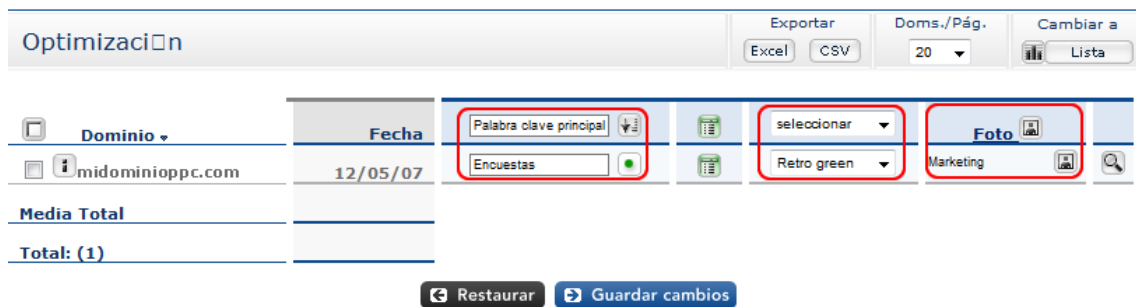 Optimizaci□n
Exportar
Doms./Pág.
Cambiar a
Excel CSV
20
Lista
Dominio Fecha Palabra clave principal seleccionar Foto
midominioppc.com 12/05/07 Encuestas Retro green Marketing
Media Total
Total: (1)
Restaurar Guardar cambios